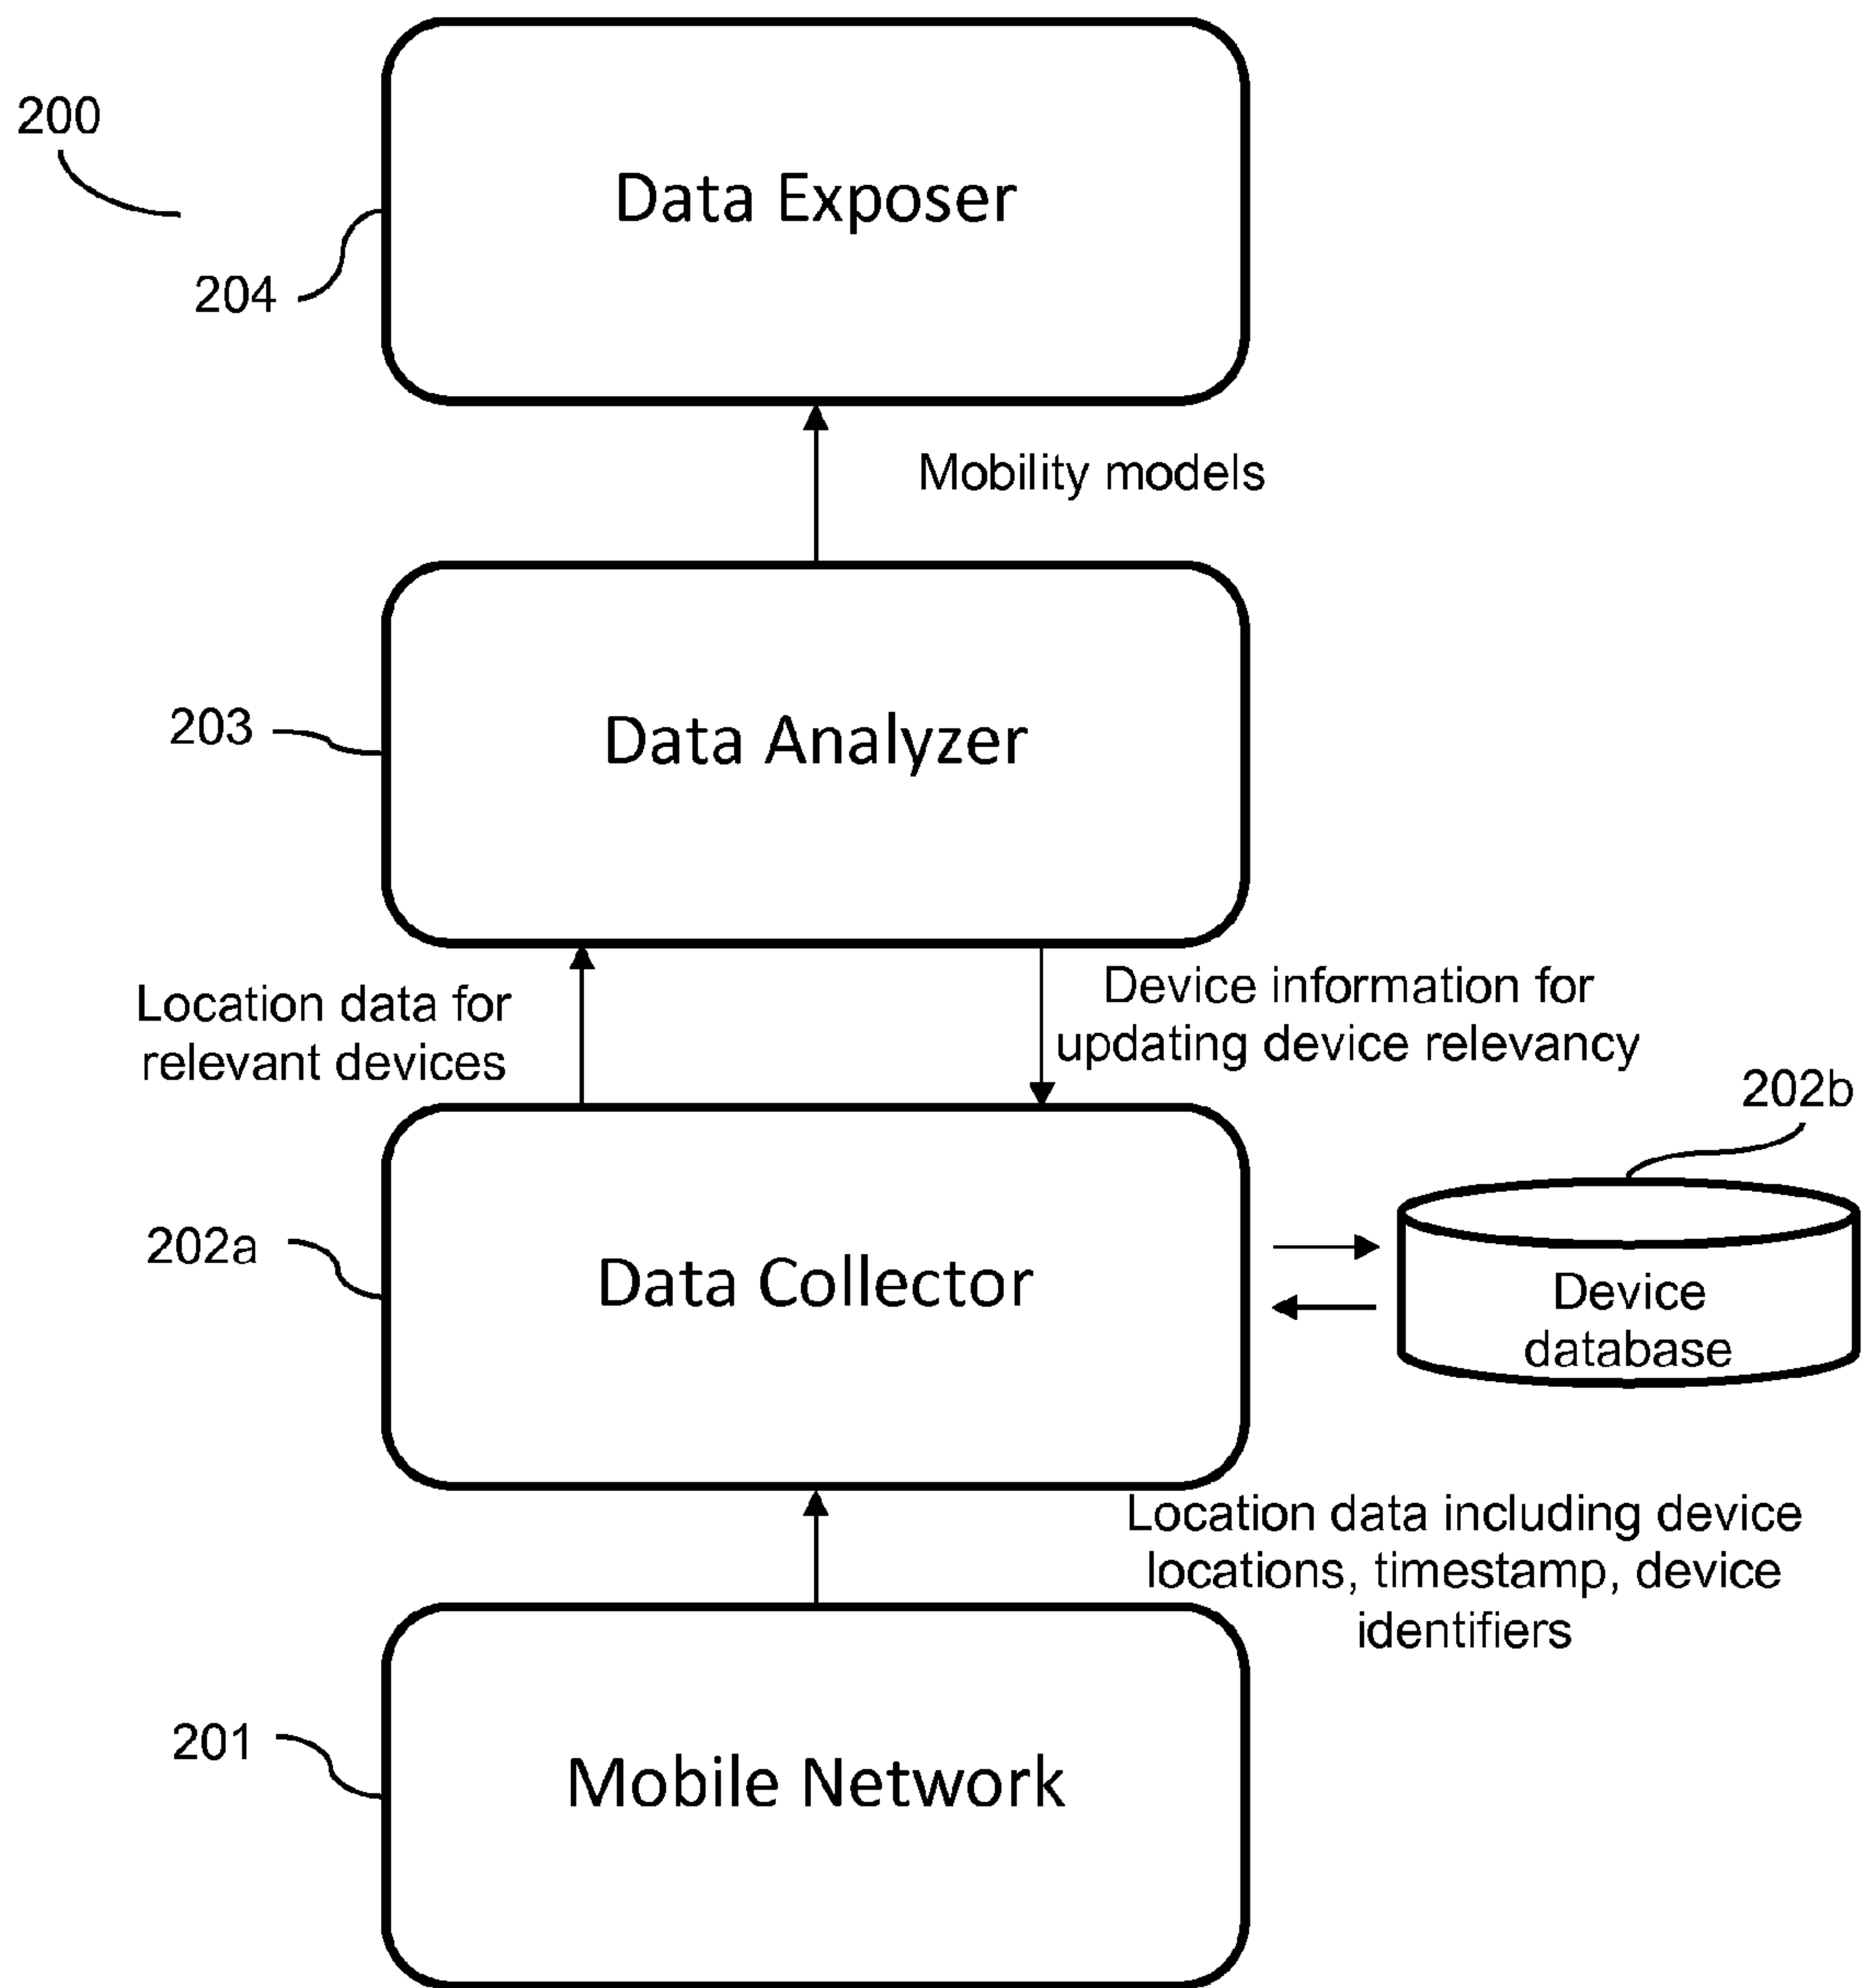 200
Data Exposer
204
Mobility models
203
Data Analyzer
Location data for
relevant devices
Device information for
updating device relevancy
202b
202a
Data Collector
Device
database
Location data including device
locations, timestamp, device
identifiers
201
Mobile Network